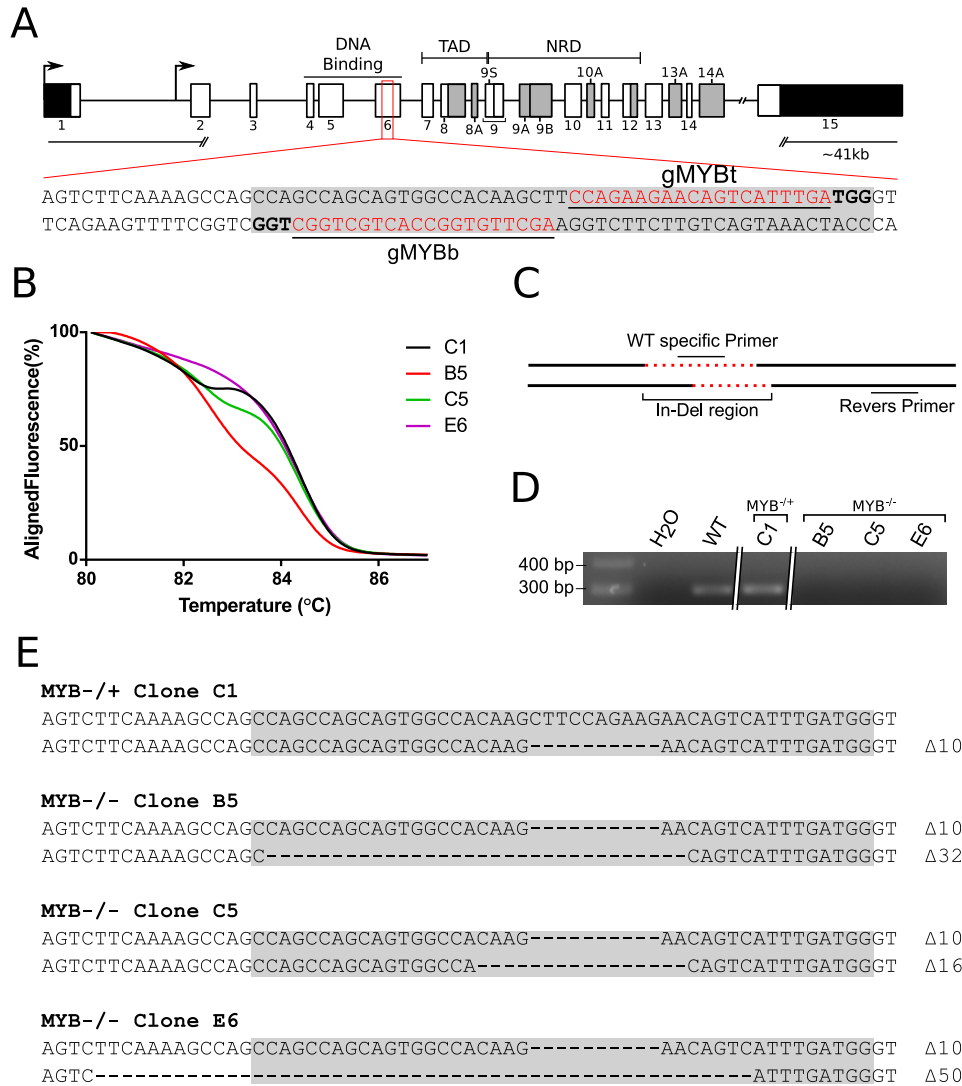 A
DNA
Binding
TAD
NRD
9S
10A
13A
14A
1
2
3
4
5
6
7
8
8A
9
9A
9B
10
11
12
13
14
15
~41kb
gMYBt
AGTCTTCAAAAGCCAGCCAGCCAGCAGTGGCCACAAGCTTCCAGAAGAACAGTCATTTGATGGGT
TCAGAAGTTTTCGGTCGGTCGGTCGTCACCGGTGTTCGAAGGTCTTCTTGTCAGTAAACTACCCA
gMYBb
B
AlignedFluorescence(%)
100
50
0
80
82
84
86
Temperature (°C)
C1
B5
C5
E6
C
WT specific Primer
In-Del region
Revers Primer
D
H2O
WT
MYB-/+
C1
MYB-/-
B5
C5
E6
400 bp
300 bp
E
MYB-/+ Clone C1
AGTCTTCAAAAGCCAGCCAGCCAGCAGTGGCCACAAGCTTCCAGAAGAACAGTCATTTGATGGGT
AGTCTTCAAAAGCCAGCCAGCCAGCAGTGGCCACAAG----------AACAGTCATTTGATGGGT Δ10
MYB-/- Clone B5
AGTCTTCAAAAGCCAGCCAGCCAGCAGTGGCCACAAG----------AACAGTCATTTGATGGGT Δ10
AGTCTTCAAAAGCCAGC--------------------------------CAGTCATTTGATGGGT Δ32
MYB-/- Clone C5
AGTCTTCAAAAGCCAGCCAGCCAGCAGTGGCCACAAG----------AACAGTCATTTGATGGGT Δ10
AGTCTTCAAAAGCCAGCCAGCCAGCAGTGGCCA----------------CAGTCATTTGATGGGT Δ16
MYB-/- Clone E6
AGTCTTCAAAAGCCAGCCAGCCAGCAGTGGCCACAAG----------AACAGTCATTTGATGGGT Δ10
AGTC--------------------------------------------------ATTTGATGGGT Δ50